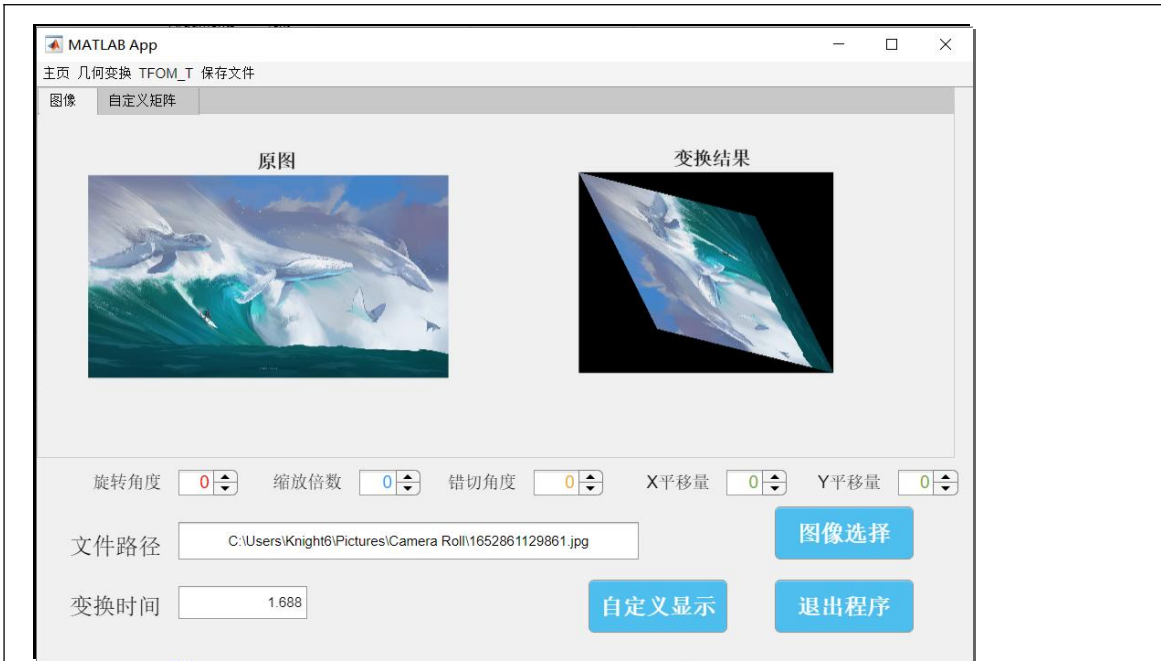 MATLAB App
主页 几何变换 TFOM_T 保存文件
图像 自定义矩阵
原图 变换结果
旋转角度 0 缩放倍数 0 错切角度 0 X平移量 0 Y平移量 0
文件路径 C:\Users\Knight6\Pictures\Camera Roll\1652861129861.jpg 图像选择
变换时间 1.688 自定义显示 退出程序